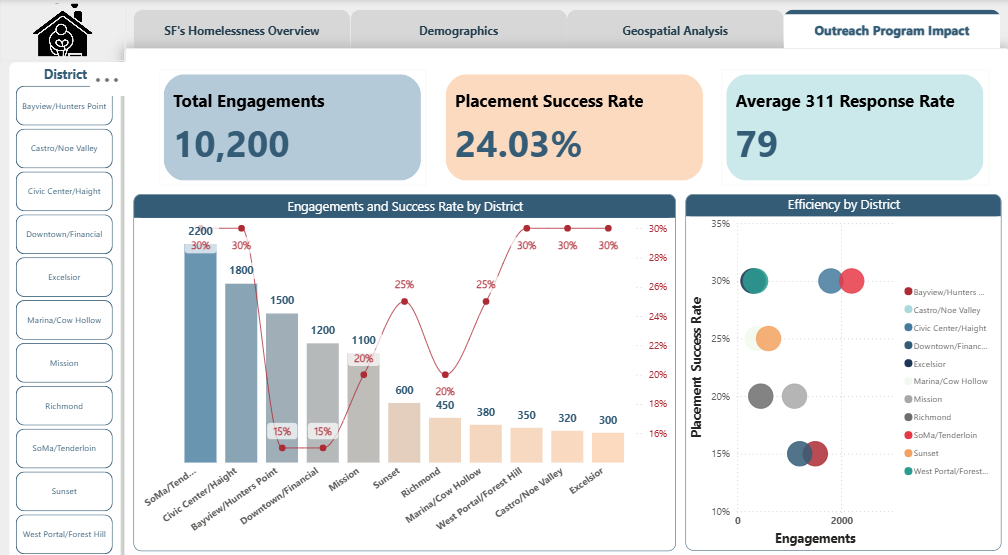 SF's Homelessness Overview
Demographics
Geospatial Analysis
Outreach Program Impact
District
Bayview/Hunters Point
Castro/Noe Valley
Civic Center/Haight
Downtown/Financial
Excelsior
Marina/Cow Hollow
Mission
Richmond
SoMa/Tenderloin
Sunset
West Portal/Forest Hill
Total Engagements
10,200
Placement Success Rate
24.03%
Average 311 Response Rate
79
Engagements and Success Rate by District
2200
1800
1500
1200
1100
600
450
380
350
320
300
30%
30%
15%
15%
20%
25%
20%
25%
30%
30%
30%
30%
28%
26%
24%
22%
20%
18%
16%
SoMa/Tend...
Civic Center/Haight
Bayview/Hunters Point
Downtown/Financial
Mission
Sunset
Richmond
Marina/Cow Hollow
West Portal/Forest Hill
Castro/Noe Valley
Excelsior
Efficiency by District
Placement Success Rate
35%
30%
25%
20%
15%
10%
0
2000
Engagements
Bayview/Hunters ...
Castro/Noe Valley
Civic Center/Haight
Downtown/Financ...
Excelsior
Marina/Cow Hollow
Mission
Richmond
SoMa/Tenderloin
Sunset
West Portal/Forest...